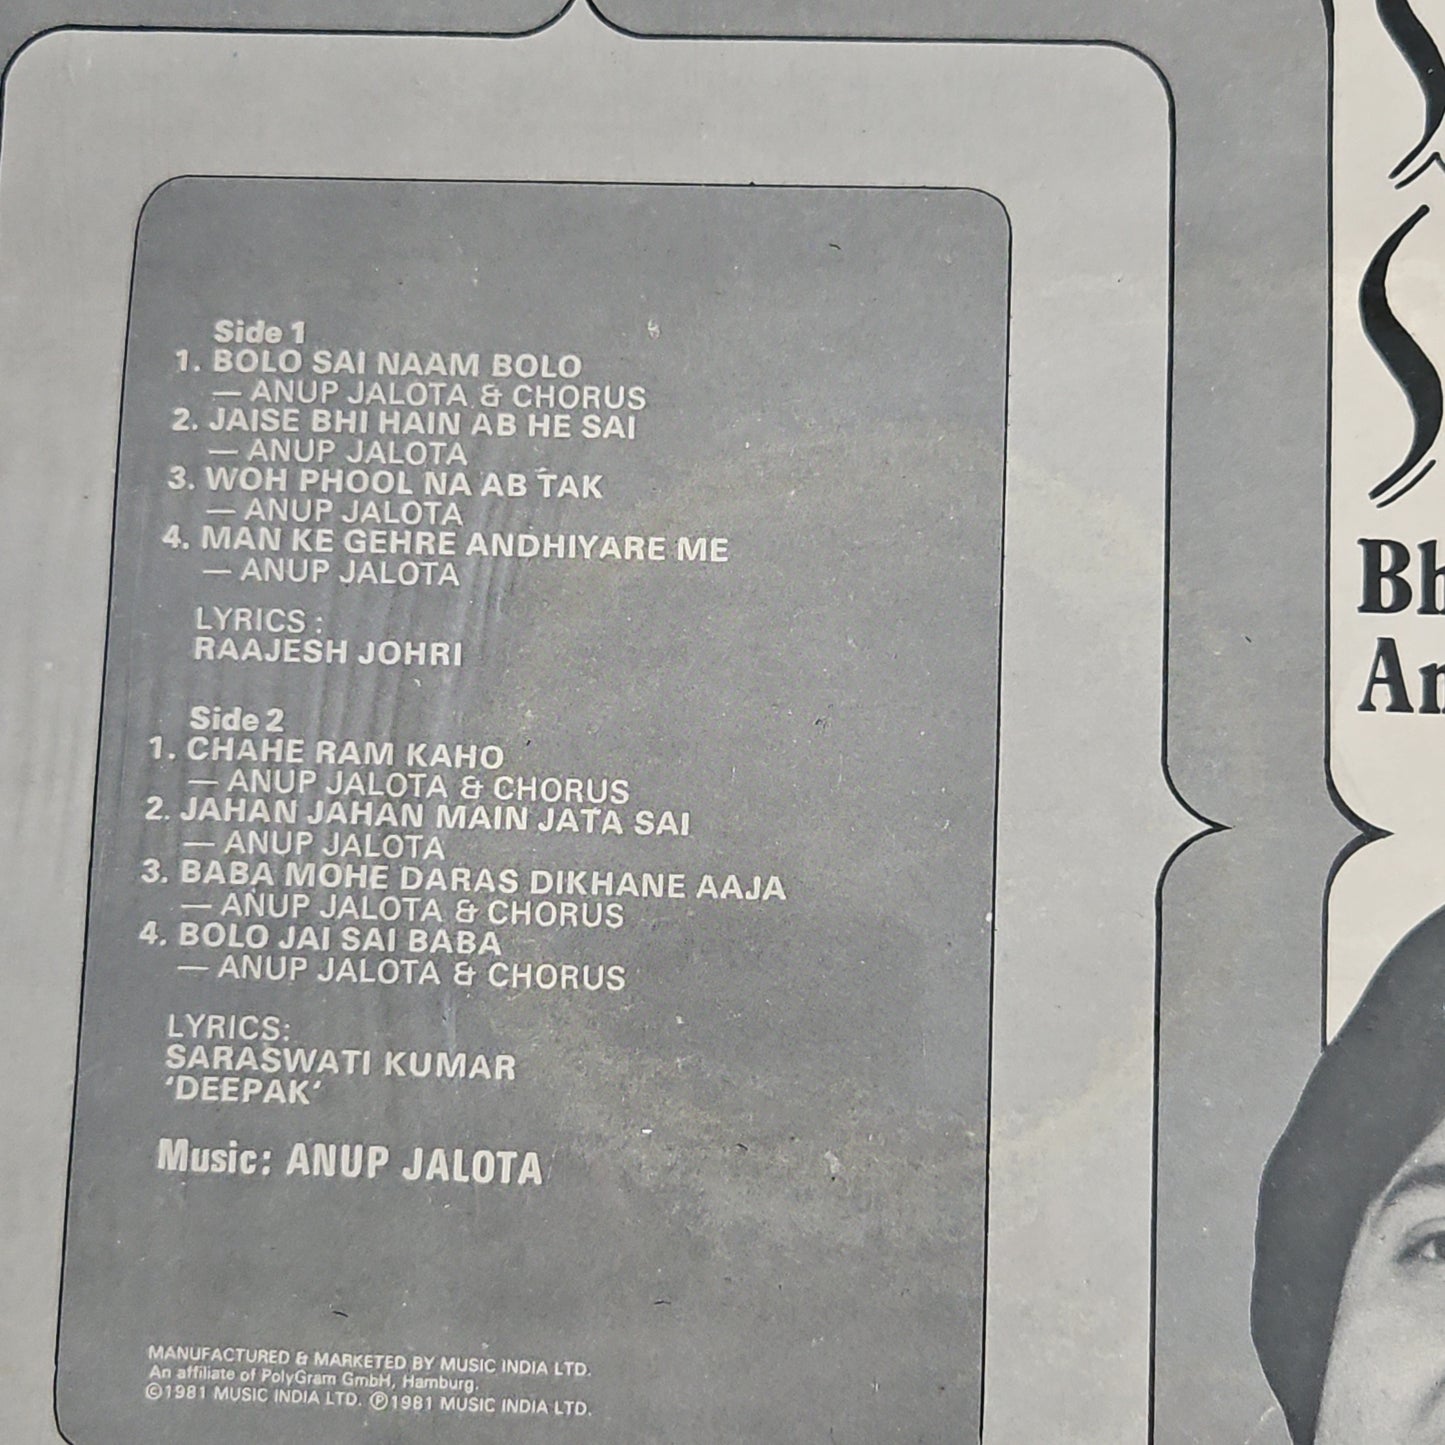 Side 1
1. BOLO SAI NAAM BOLO
— ANUP JALOTA & CHORUS
2. JAISE BHI HAIN AB HE SAI
— ANUP JALOTA
3. WOH PHOOL NA AB TAK
— ANUP JALOTA
4. MAN KE GEHRE ANDHIYARE ME
— ANUP JALOTA
LYRICS :
RAAJESH JOHRI
Side 2
1. CHAHE RAM KAHO
— ANUP JALOTA & CHORUS
2. JAHAN JAHAN MAIN JATA SAI
— ANUP JALOTA
3. BABA MOHE DARAS DIKHANE AAJA
— ANUP JALOTA & CHORUS
4. BOLO JAI SAI BABA
— ANUP JALOTA & CHORUS
LYRICS:
SARASWATI KUMAR
'DEEPAK'
Music: ANUP JALOTA
MANUFACTURED & MARKETED BY MUSIC INDIA LTD.
An affiliate of PolyGram GmbH, Hamburg.
©1981 MUSIC INDIA LTD. ℗1981 MUSIC INDIA LTD.